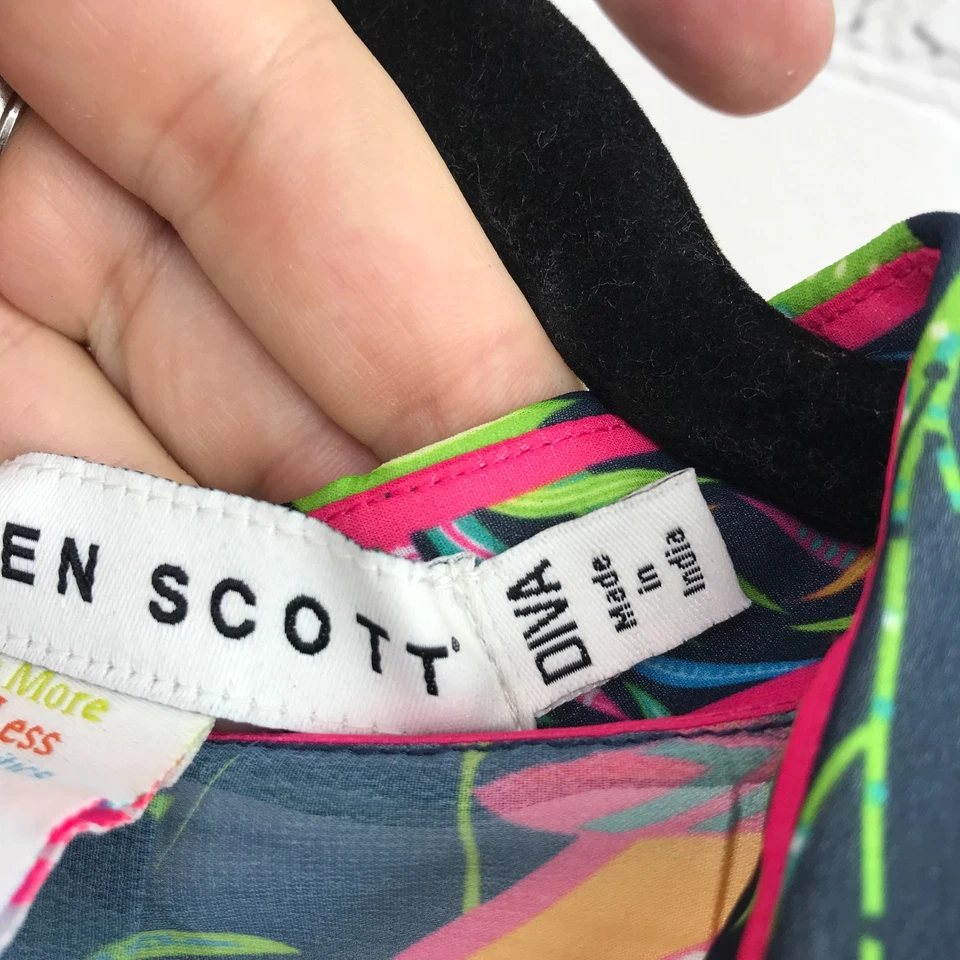 EN SCOTT
DIVA
Made
in
India
More
Less